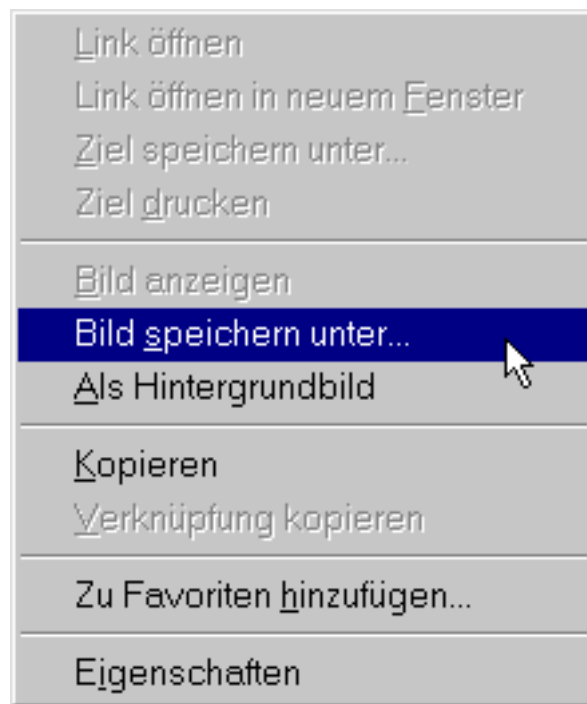 Link öffnen
Link öffnen in neuem Fenster
Ziel speichern unter...
Ziel drucken
Bild anzeigen
Bild speichern unter...
Als Hintergrundbild
Kopieren
Verknüpfung kopieren
Zu Favoriten hinzufügen...
Eigenschaften